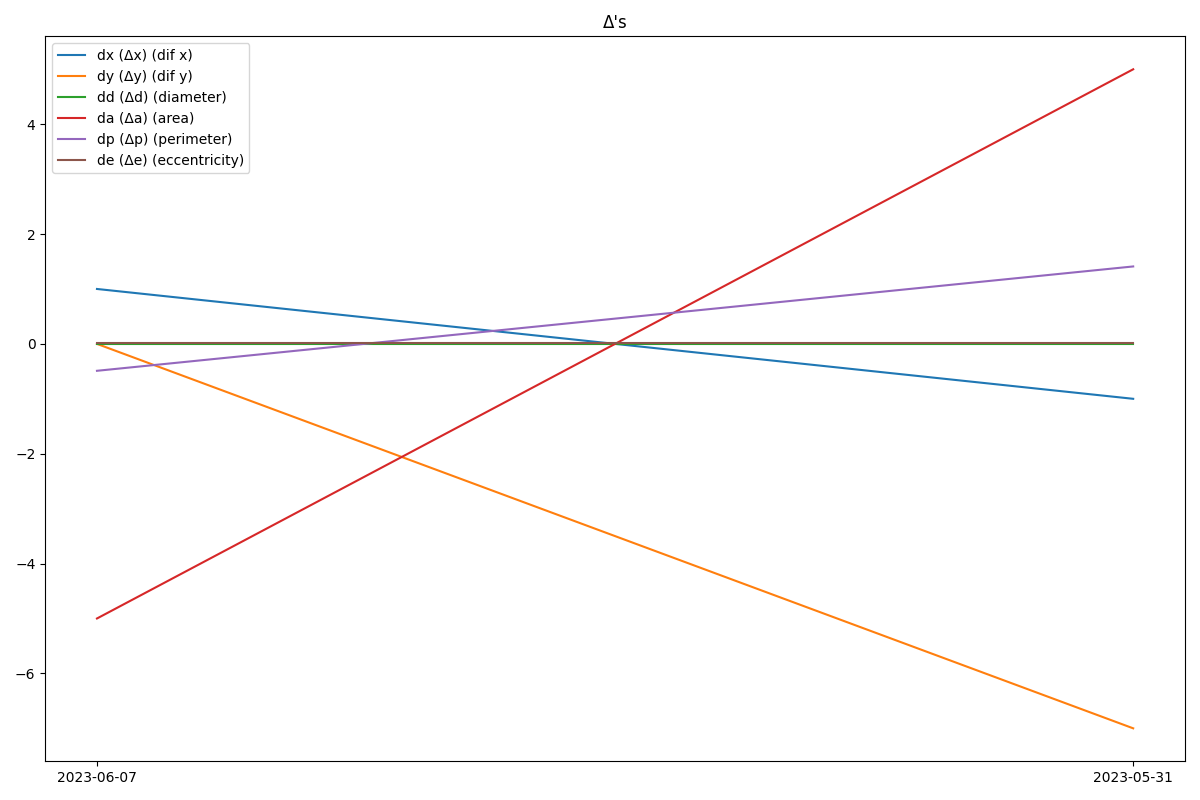 Δ's
dx (Δx) (dif x)
dy (Δy) (dif y)
dd (Δd) (diameter)
da (Δa) (area)
dp (Δp) (perimeter)
de (Δe) (eccentricity)
4
2
0
−2
−4
−6
2023-06-07
2023-05-31